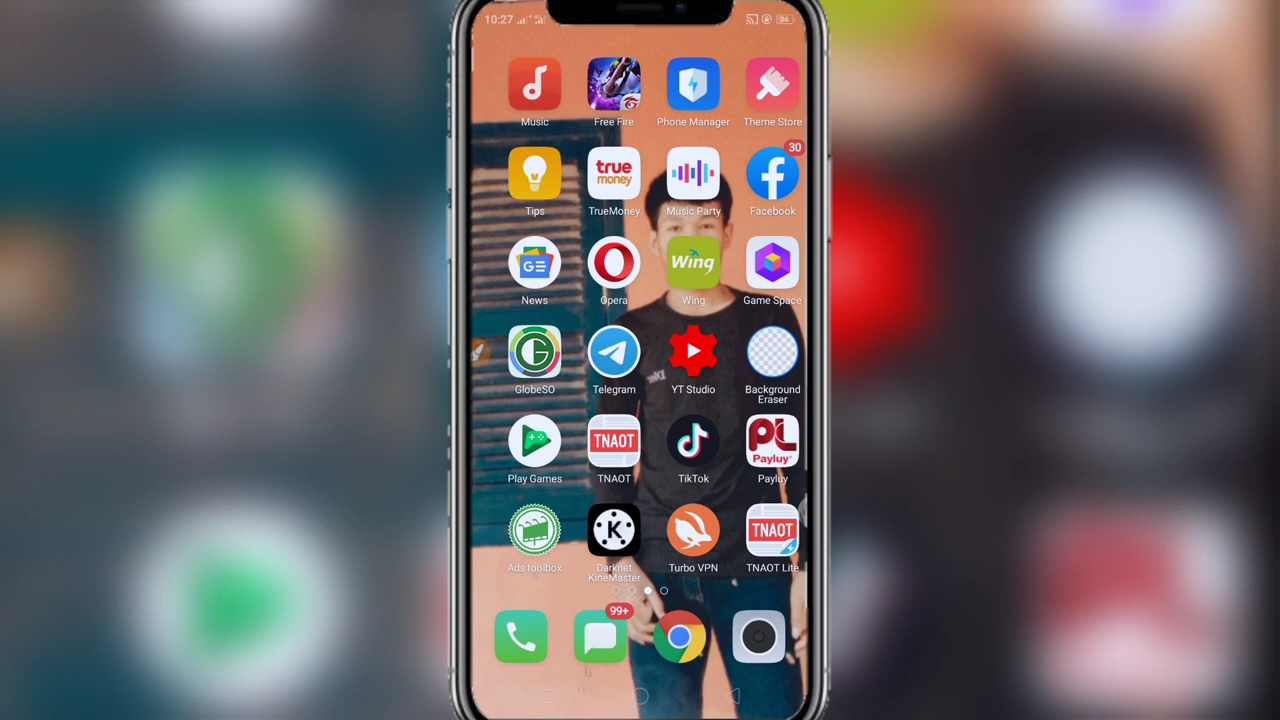 10:27
36
Music
Free Fire
Phone Manager
Theme Store
30
true
money
Tips
TrueMoney
Music Party
Facebook
GE
Wing
News
Opera
Wing
Game Space
G
GlobeSO
Telegram
YT Studio
Background
Eraser
TNAOT
PL
Payluy
Play Games
TNAOT
TikTok
Payluy
K
TNAOT
Ads toolbox
Darknet
KineMaster
Turbo VPN
TNAOT Lite
99+